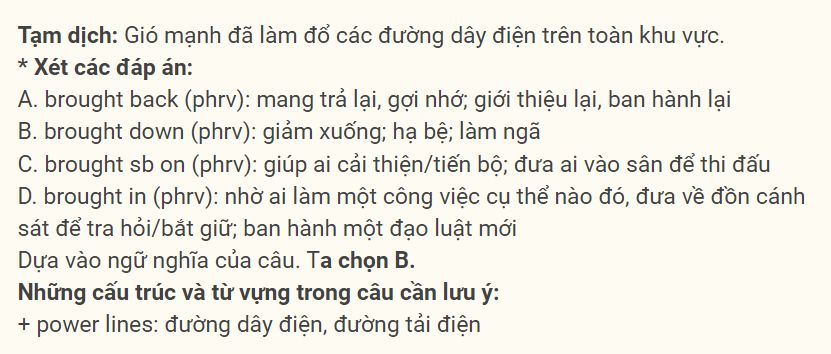 Tạm dịch: Gió mạnh đã làm đổ các đường dây điện trên toàn khu vực.
* Xét các đáp án:
A. brought back (phrv): mang trả lại, gợi nhớ; giới thiệu lại, ban hành lại
B. brought down (phrv): giảm xuống; hạ bệ; làm ngã
C. brought sb on (phrv): giúp ai cải thiện/tiến bộ; đưa ai vào sân để thi đấu
D. brought in (phrv): nhờ ai làm một công việc cụ thể nào đó, đưa về đồn cánh
sát để tra hỏi/bắt giữ; ban hành một đạo luật mới
Dựa vào ngữ nghĩa của câu. Ta chọn B.
Những cấu trúc và từ vựng trong câu cần lưu ý:
+ power lines: đường dây điện, đường tải điện